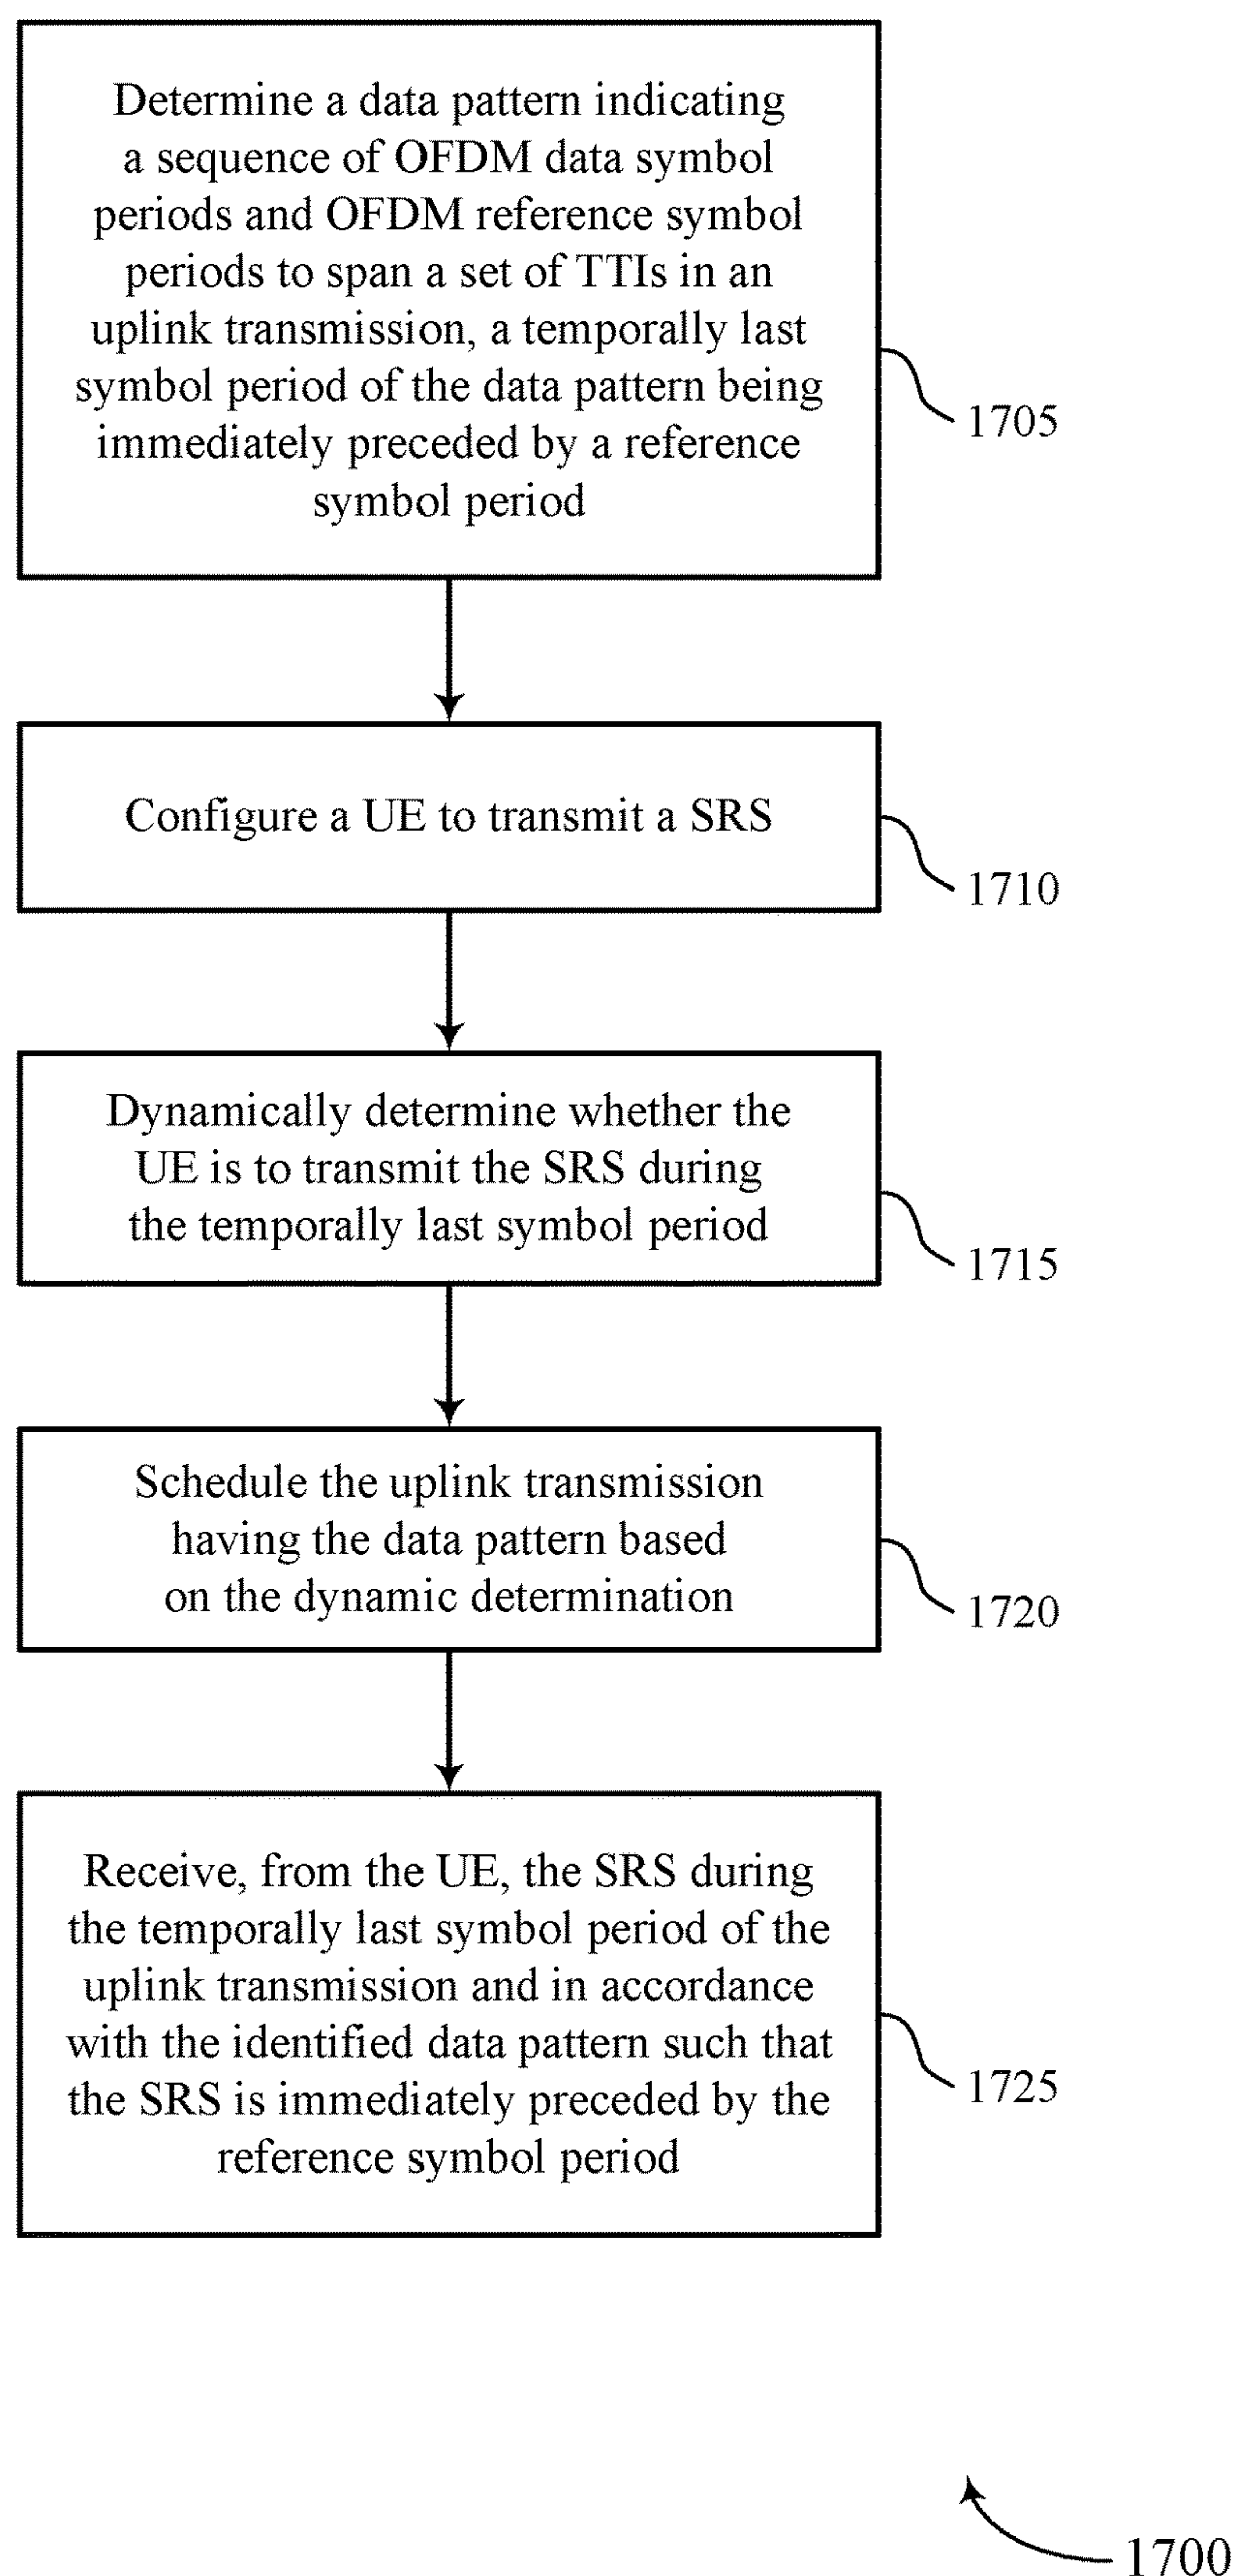 Determine a data pattern indicating
a sequence of OFDM data symbol
periods and OFDM reference symbol
periods to span a set of TTIs in an
uplink transmission, a temporally last
symbol period of the data pattern being
immediately preceded by a reference
symbol period
1705
Configure a UE to transmit a SRS
1710
Dynamically determine whether the
UE is to transmit the SRS during
the temporally last symbol period
1715
Schedule the uplink transmission
having the data pattern based
on the dynamic determination
1720
Receive, from the UE, the SRS during
the temporally last symbol period of the
uplink transmission and in accordance
with the identified data pattern such that
the SRS is immediately preceded by the
reference symbol period
1725
1700